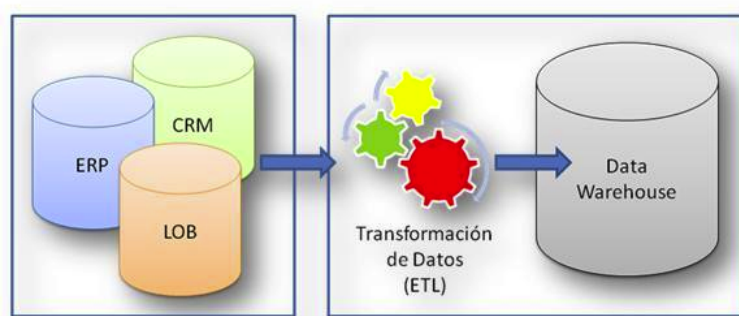 CRM
ERP
LOB
Transformación
de Datos
(ETL)
Data
Warehouse